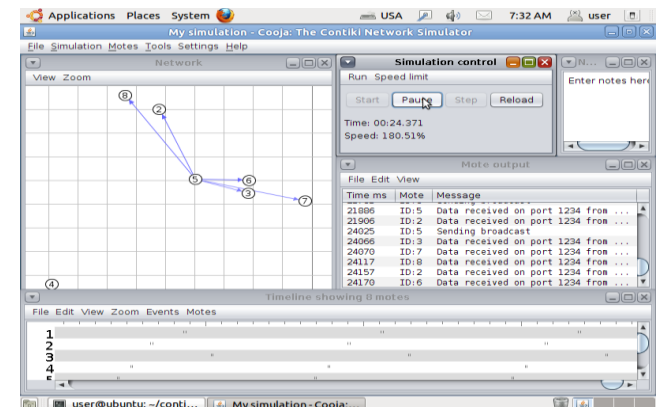 Applications Places System USA 7:32 AM user
My simulation - Cooja: The Contiki Network Simulator
File Simulation Motes Tools Settings Help
Network
View Zoom
8
2
5
6
3
7
4
Simulation control
Run Speed limit
Start Pause Step Reload
Time: 00:24.371
Speed: 180.51%
N...
Enter notes here
Mote output
File Edit View
Time ms Mote Message
21886 ID:5 Data received on port 1234 from ...
21906 ID:2 Data received on port 1234 from ...
24025 ID:5 Sending broadcast
24066 ID:3 Data received on port 1234 from ...
24070 ID:7 Data received on port 1234 from ...
24117 ID:8 Data received on port 1234 from ...
24157 ID:2 Data received on port 1234 from ...
24170 ID:6 Data received on port 1234 from ...
Timeline showing 8 motes
File Edit View Zoom Events Motes
1
2
3
4
user@ubuntu: ~/conti... My simulation - Cooja:...